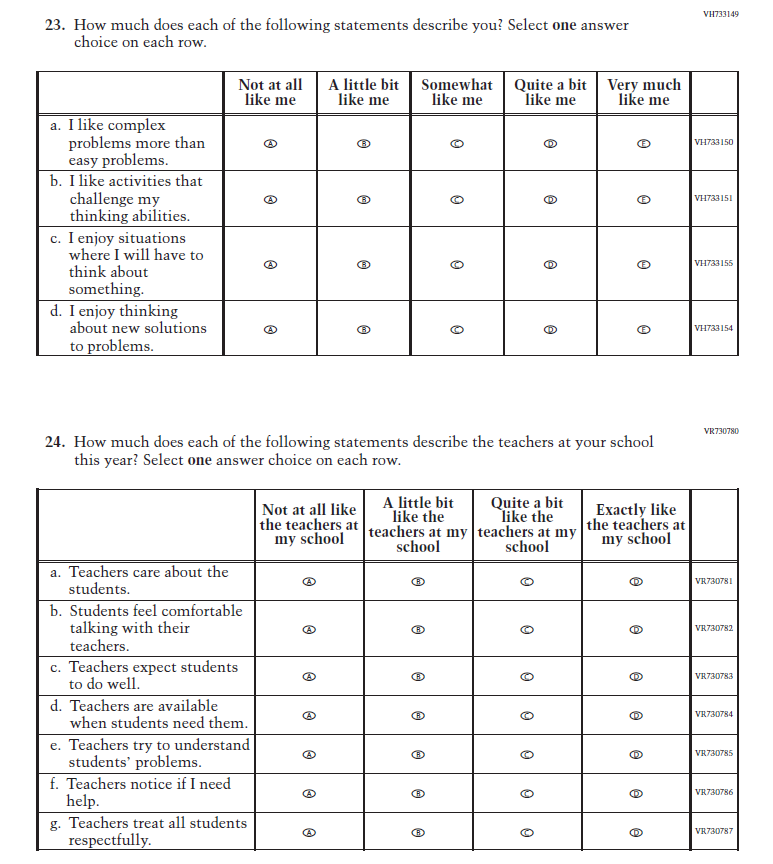 VH733149
23. How much does each of the following statements describe you? Select one answer
choice on each row.
Not at all
like me
A little bit
like me
Somewhat
like me
Quite a bit
like me
Very much
like me
a. I like complex
problems more than
easy problems.
A B C D E VH733150
b. I like activities that
challenge my
thinking abilities.
A B C D E VH733151
c. I enjoy situations
where I will have to
think about
something.
A B C D E VH733155
d. I enjoy thinking
about new solutions
to problems.
A B C D E VH733154
VR730780
24. How much does each of the following statements describe the teachers at your school
this year? Select one answer choice on each row.
Not at all like
the teachers at
my school
A little bit
like the
teachers at my
school
Quite a bit
like the
teachers at my
school
Exactly like
the teachers at
my school
a. Teachers care about the
students.
A B C D VR730781
b. Students feel comfortable
talking with their
teachers.
A B C D VR730782
c. Teachers expect students
to do well.
A B C D VR730783
d. Teachers are available
when students need them.
A B C D VR730784
e. Teachers try to understand
students' problems.
A B C D VR730785
f. Teachers notice if I need
help.
A B C D VR730786
g. Teachers treat all students
respectfully.
A B C D VR730787